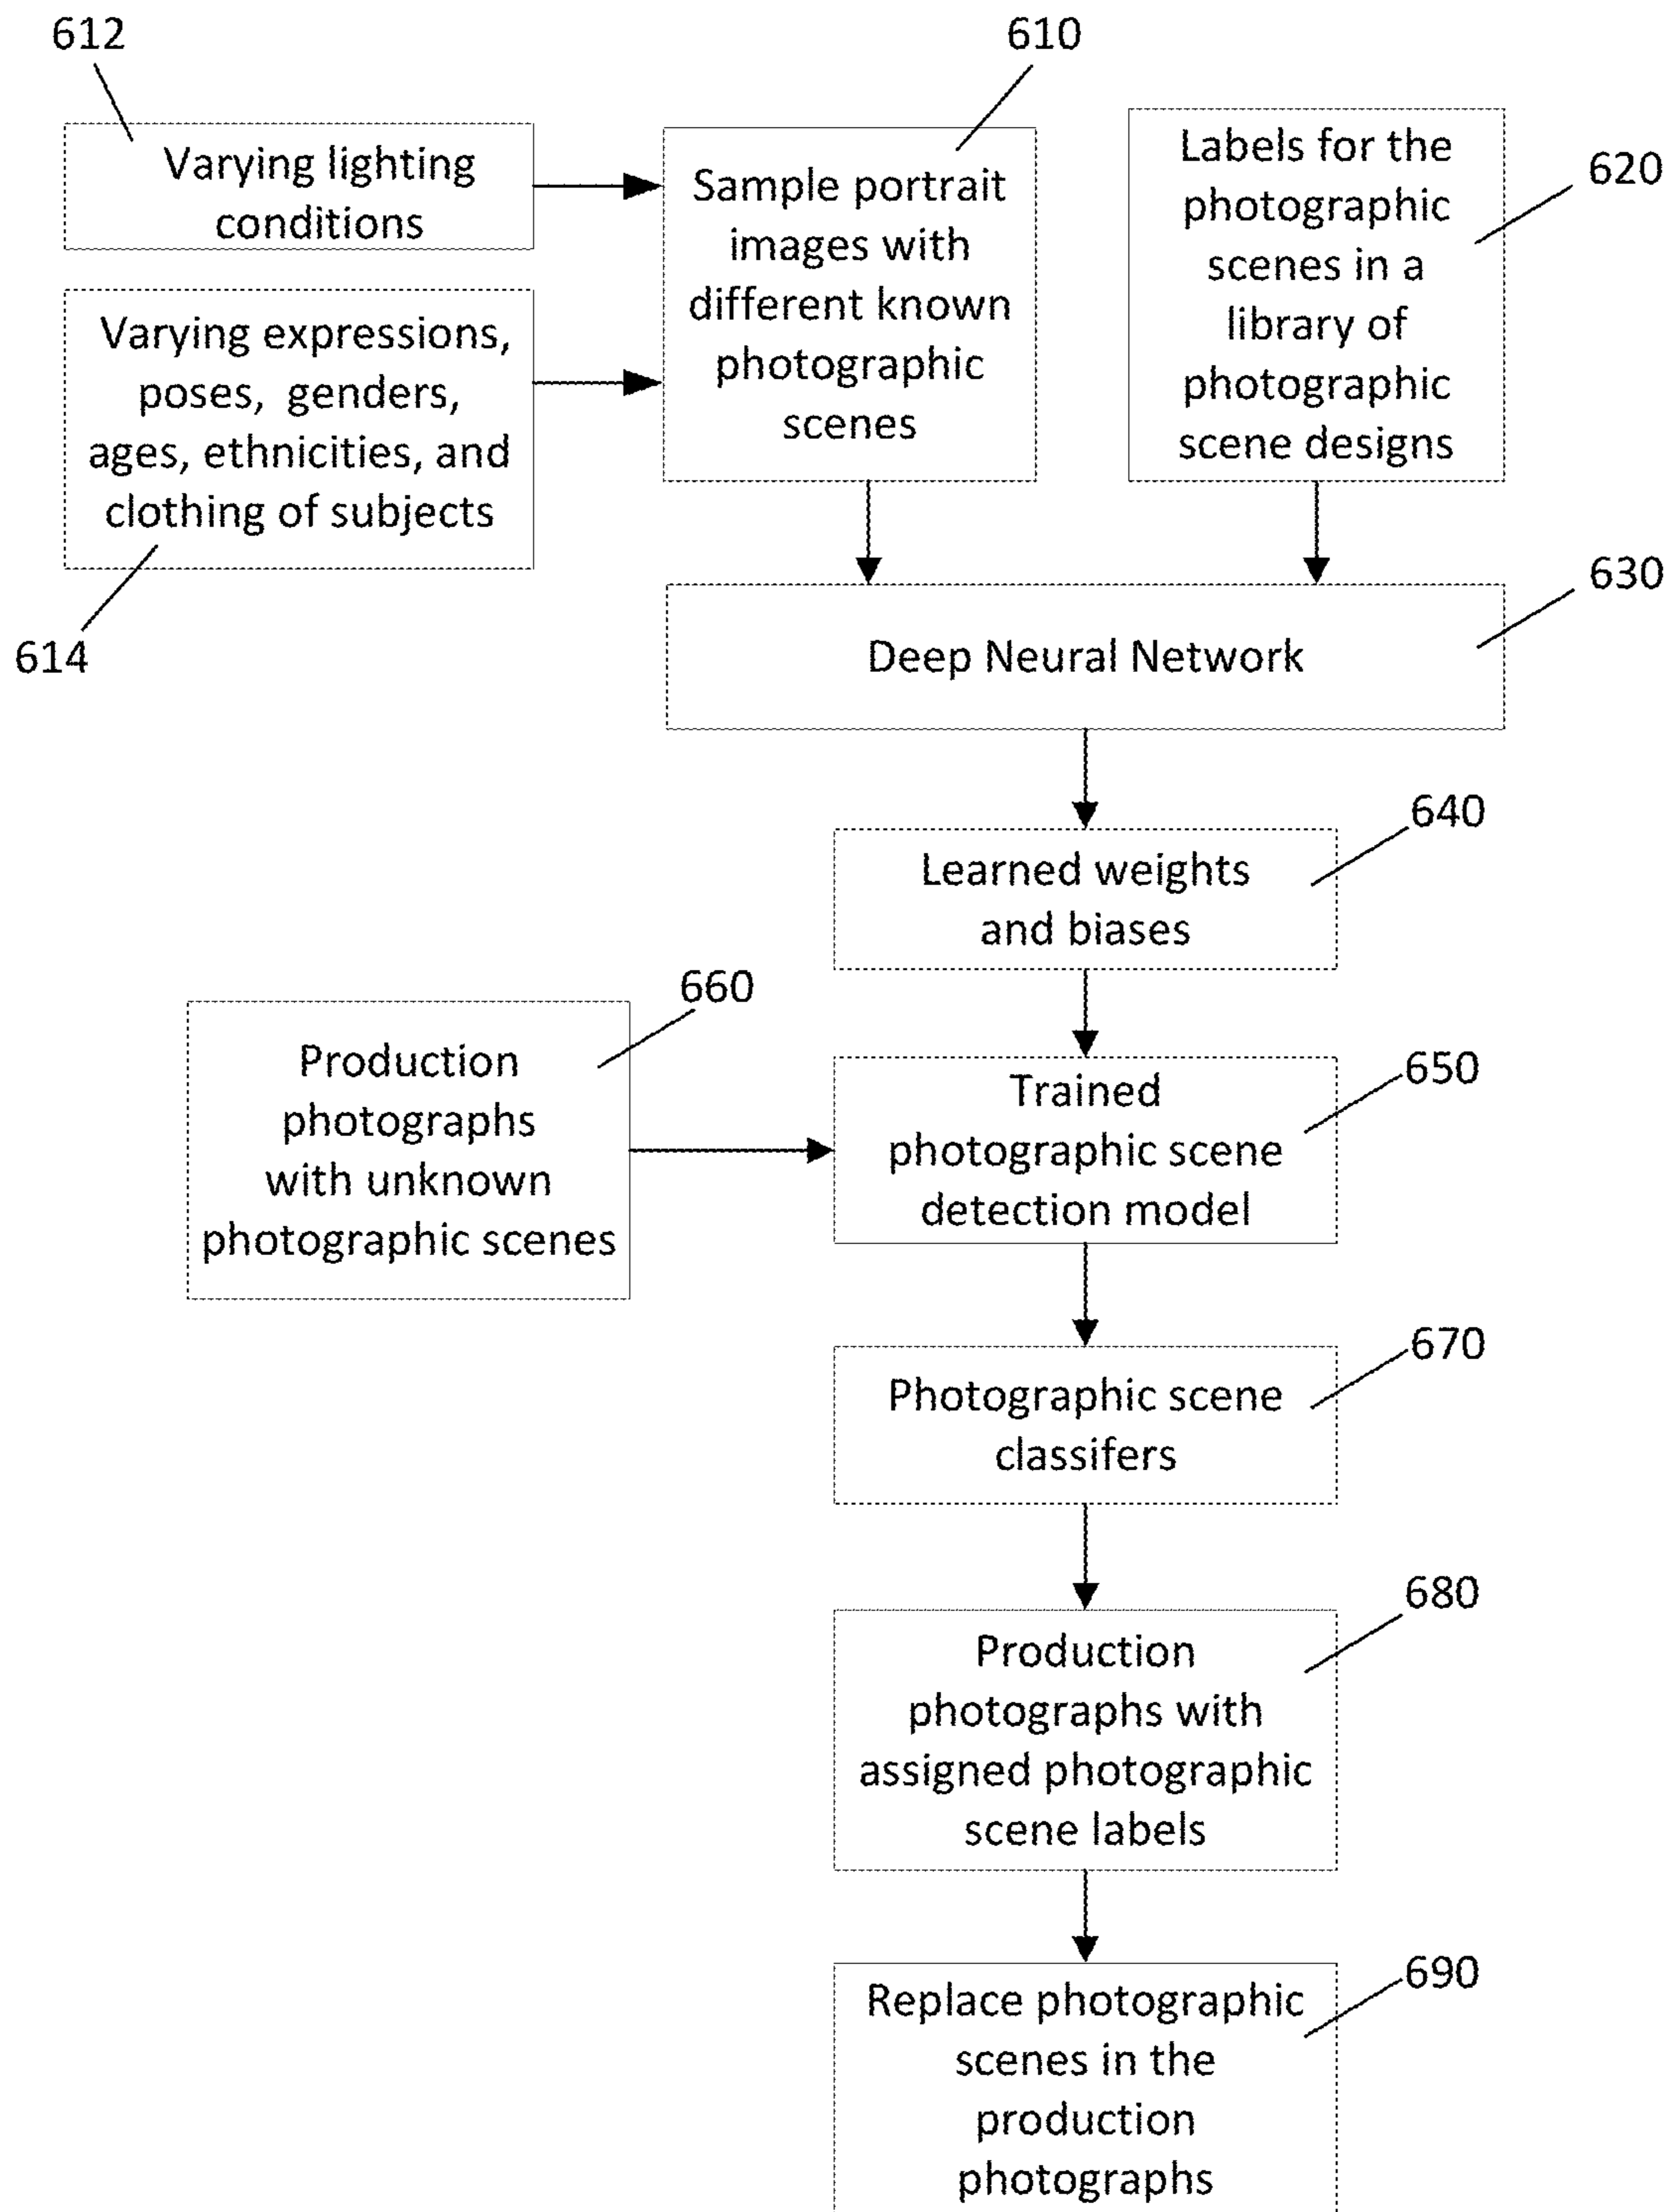 612
610
Varying lighting
conditions
Sample portrait
images with
different known
photographic
scenes
Labels for the
photographic
scenes in a
library of
photographic
scene designs
620
Varying expressions,
poses, genders,
ages, ethnicities, and
clothing of subjects
614
630
Deep Neural Network
640
Learned weights
and biases
660
Production
photographs
with unknown
photographic scenes
650
Trained
photographic scene
detection model
670
Photographic scene
classifers
680
Production
photographs with
assigned photographic
scene labels
690
Replace photographic
scenes in the
production
photographs